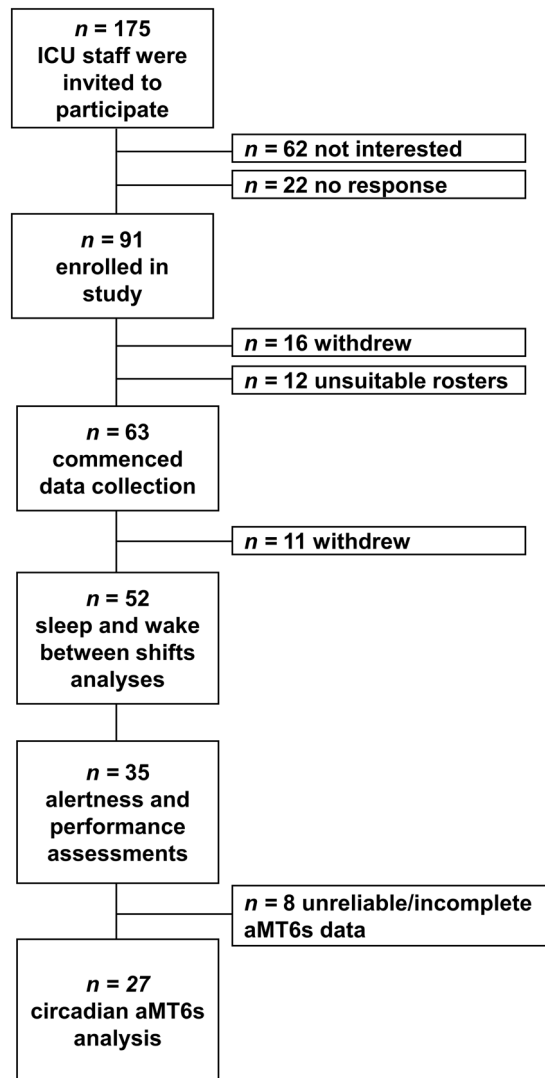 n = 175
ICU staff were
invited to
participate
n = 62 not interested
n = 22 no response
n = 91
enrolled in
study
n = 16 withdrew
n = 12 unsuitable rosters
n = 63
commenced
data collection
n = 11 withdrew
n = 52
sleep and wake
between shifts
analyses
n = 35
alertness and
performance
assessments
n = 8 unreliable/incomplete
aMT6s data
n = 27
circadian aMT6s
analysis